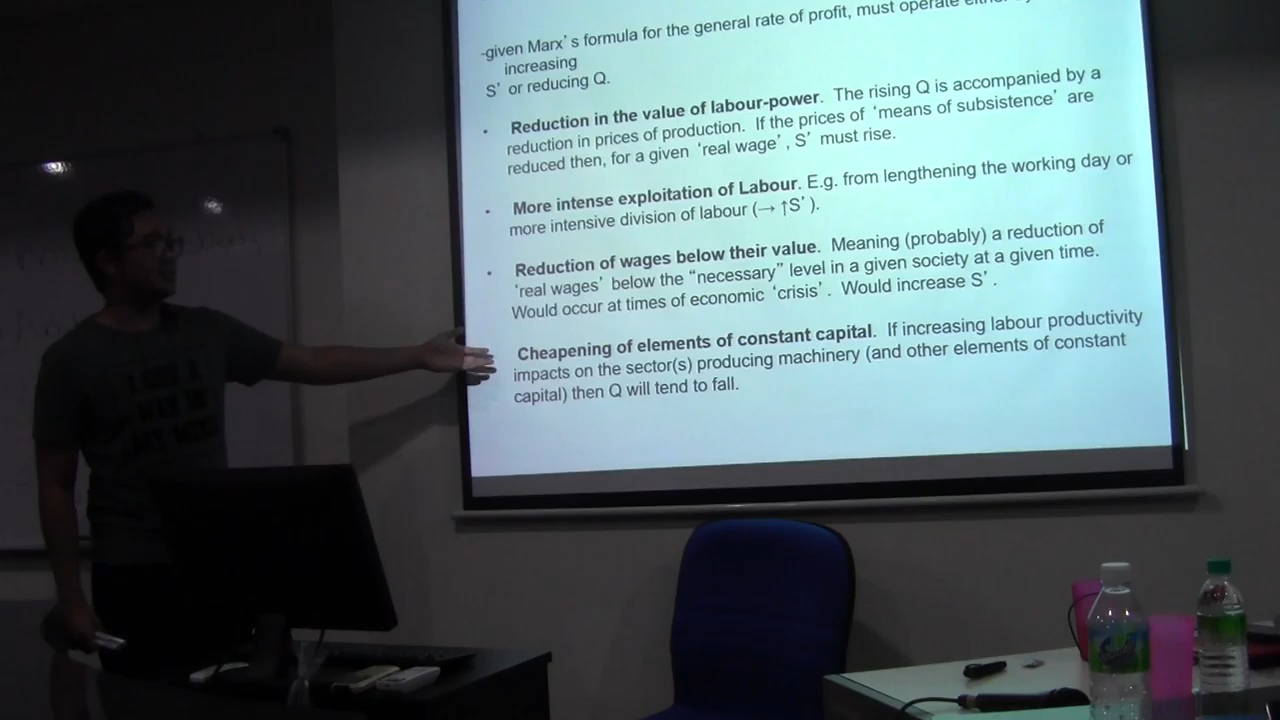 -given Marx's formula for the general rate of profit, must operate either by
increasing
S' or reducing Q.
• Reduction in the value of labour-power. The rising Q is accompanied by a
reduction in prices of production. If the prices of 'means of subsistence' are
reduced then, for a given 'real wage', S' must rise.
• More intense exploitation of Labour. E.g. from lengthening the working day or
more intensive division of labour (→ ↑S').
• Reduction of wages below their value. Meaning (probably) a reduction of
'real wages' below the "necessary" level in a given society at a given time.
Would occur at times of economic 'crisis'. Would increase S'.
Cheapening of elements of constant capital. If increasing labour productivity
impacts on the sector(s) producing machinery (and other elements of constant
capital) then Q will tend to fall.